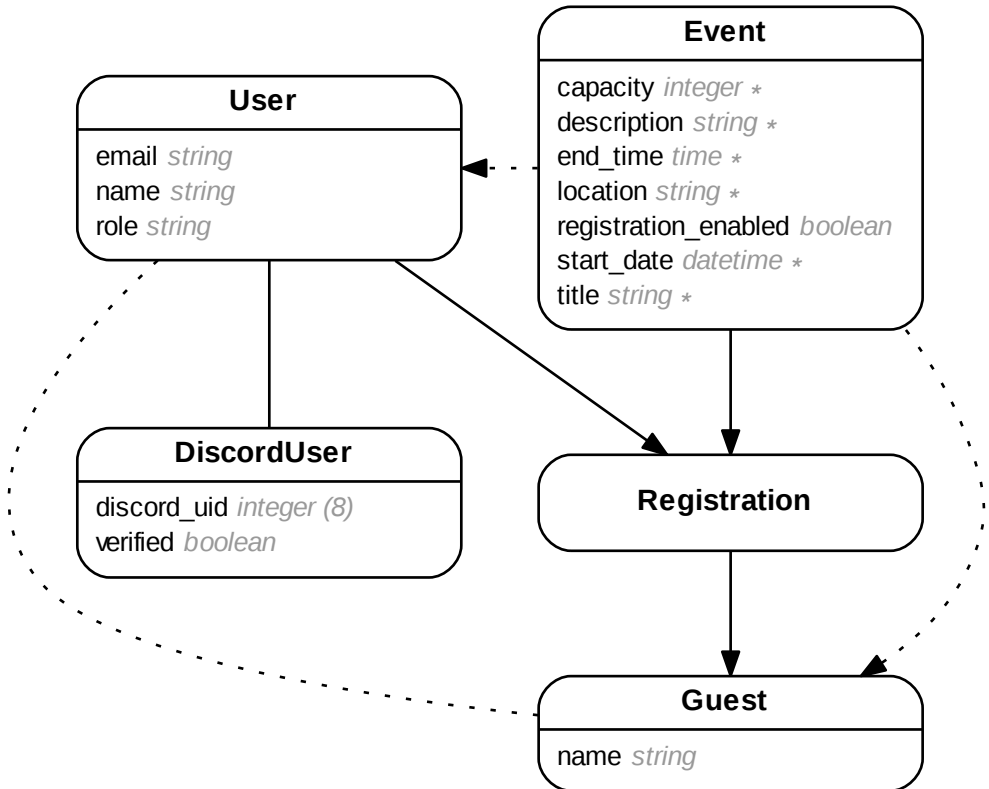 User
email string
name string
role string
Event
capacity integer *
description string *
end_time time *
location string *
registration_enabled boolean
start_date datetime *
title string *
DiscordUser
discord_uid integer (8)
verified boolean
Registration
Guest
name string